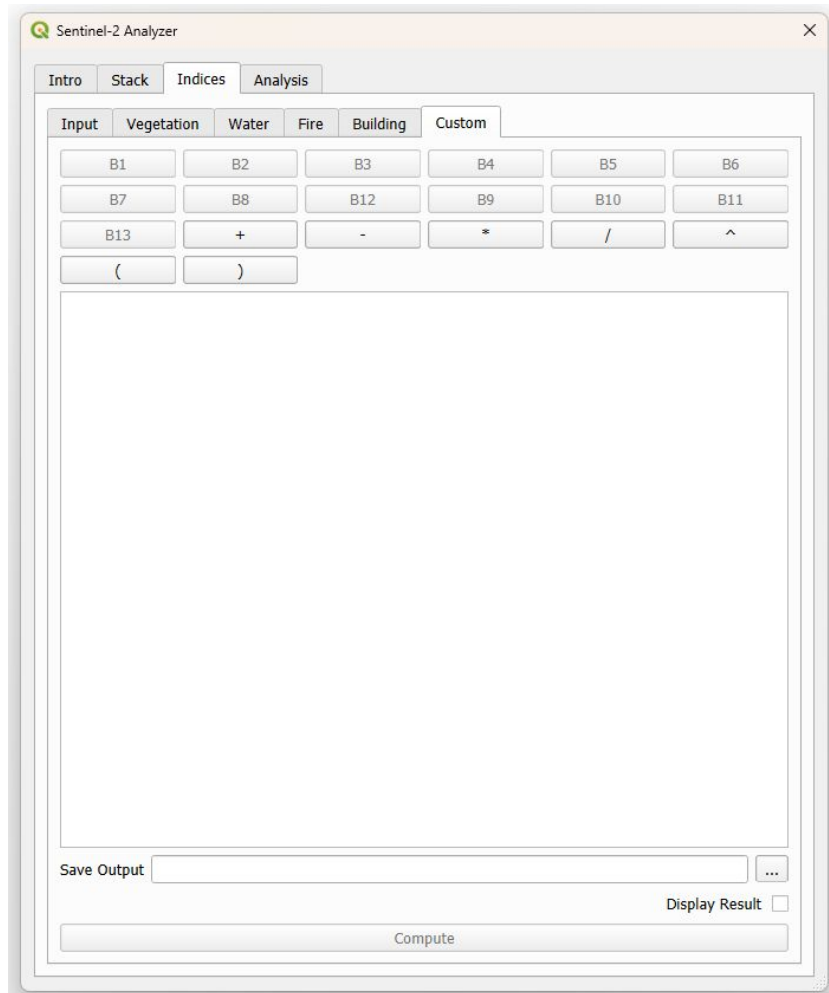 Sentinel-2 Analyzer
Intro Stack Indices Analysis
Input Vegetation Water Fire Building Custom
B1 B2 B3 B4 B5 B6
B7 B8 B12 B9 B10 B11
B13 + - * / ^
( )
Save Output ...
Display Result
Compute